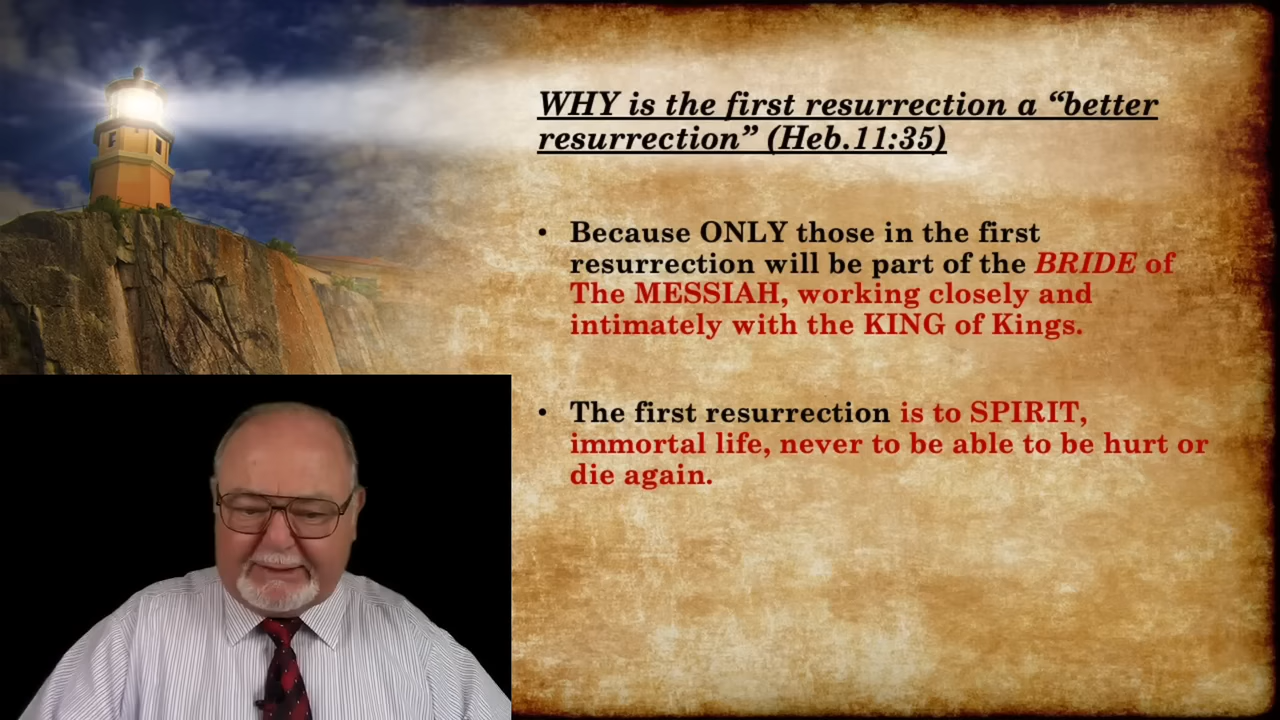 WHY is the first resurrection a “better
resurrection” (Heb.11:35)
• Because ONLY those in the first
resurrection will be part of the BRIDE of
The MESSIAH, working closely and
intimately with the KING of Kings.
• The first resurrection is to SPIRIT,
immortal life, never to be able to be hurt or
die again.